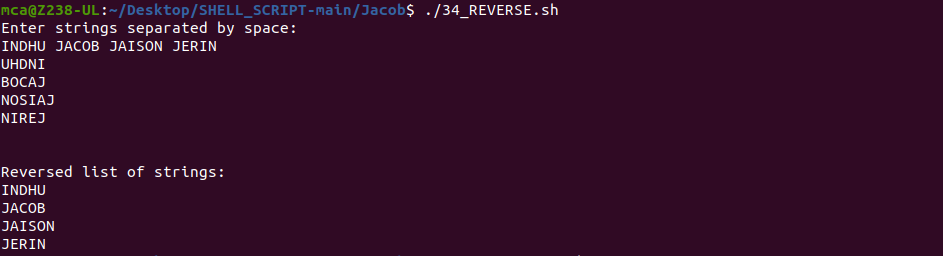 mca@Z238-UL:~/Desktop/SHELL_SCRIPT-main/Jacob$ ./34_REVERSE.sh
Enter strings separated by space:
INDHU JACOB JAISON JERIN
UHDNI
BOCAJ
NOSIAJ
NIREJ
Reversed list of strings:
INDHU
JACOB
JAISON
JERIN